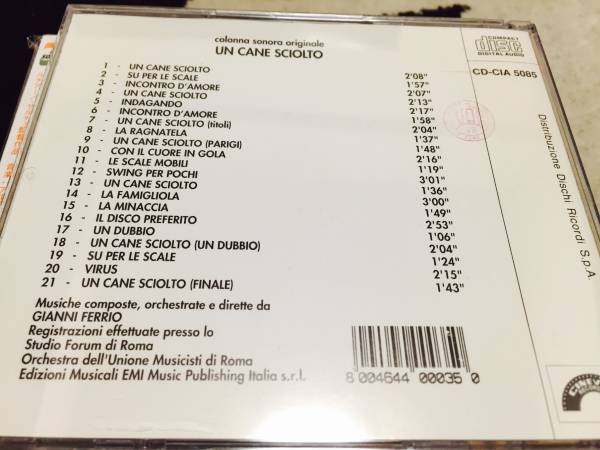 colonna sonora originale
UN CANE SCIOLTO
COMPACT
disc
DIGITAL AUDIO
CD-CIA 5085
1 - UN CANE SCIOLTO 2'08"
2 - SU PER LE SCALE 1'57"
3 - INCONTRO D'AMORE 2'07"
4 - UN CANE SCIOLTO 2'13"
5 - INDAGANDO 2'17"
6 - INCONTRO D'AMORE 1'58"
7 - UN CANE SCIOLTO (titoli) 2'04"
8 - LA RAGNATELA 1'37"
9 - UN CANE SCIOLTO (PARIGI) 1'48"
10 - CON IL CUORE IN GOLA 2'16"
11 - LE SCALE MOBILI 1'19"
12 - SWING PER POCHI 3'01"
13 - UN CANE SCIOLTO 1'36"
14 - LA FAMIGLIOLA 3'00"
15 - LA MINACCIA 1'49"
16 - IL DISCO PREFERITO 2'53"
17 - UN DUBBIO 1'06"
18 - UN CANE SCIOLTO (UN DUBBIO) 2'04"
19 - SU PER LE SCALE 1'24"
20 - VIRUS 2'15"
21 - UN CANE SCIOLTO (FINALE) 1'43"
Musiche composte, orchestrate e dirette da
GIANNI FERRIO
Registrazioni effettuate presso lo
Studio Forum di Roma
Orchestra dell'Unione Musicisti di Roma
Edizioni Musicali EMI Music Publishing Italia s.r.l.
8 004644 000035 0
Distribuzione Dischi Ricordi S.p.A.